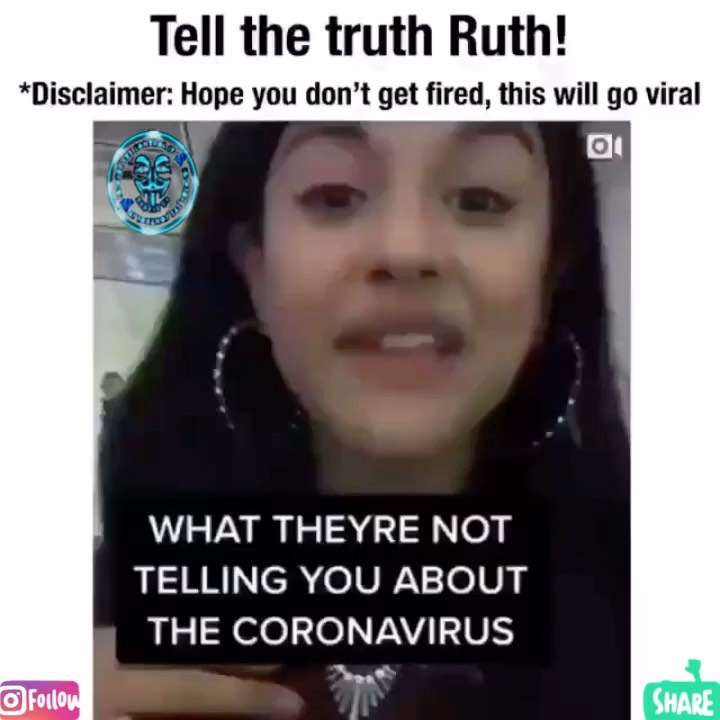 Tell the truth Ruth!
*Disclaimer: Hope you don't get fired, this will go viral
WHAT THEYRE NOT
TELLING YOU ABOUT
THE CORONAVIRUS
Follow
SHARE